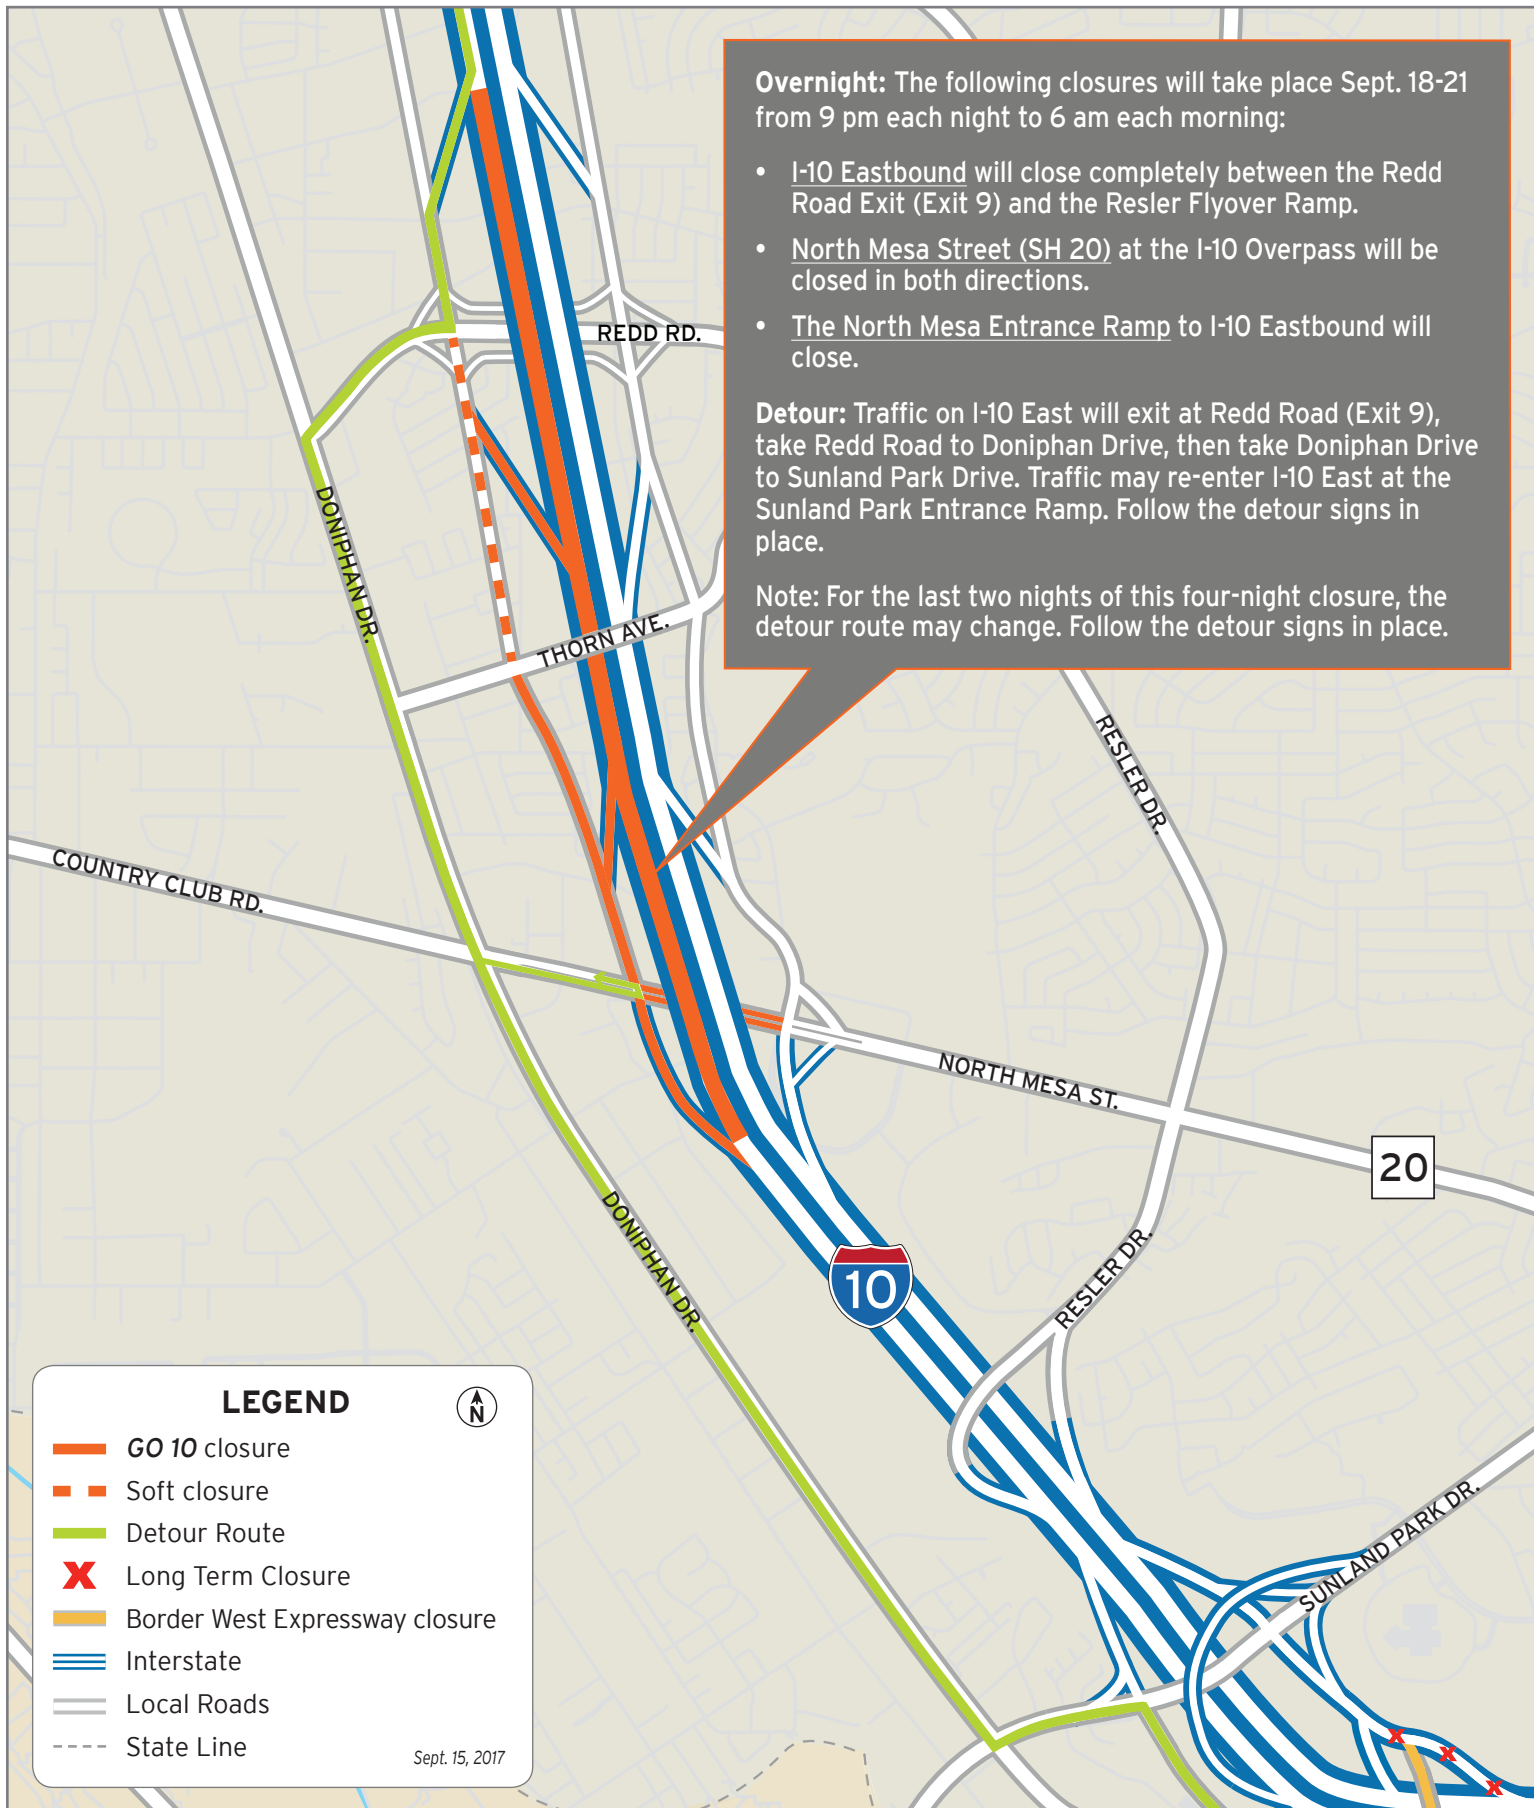 Overnight: The following closures will take place Sept. 18-21
from 9 pm each night to 6 am each morning:
• I-10 Eastbound will close completely between the Redd
Road Exit (Exit 9) and the Resler Flyover Ramp.
• North Mesa Street (SH 20) at the I-10 Overpass will be
closed in both directions.
• The North Mesa Entrance Ramp to I-10 Eastbound will
close.
Detour: Traffic on I-10 East will exit at Redd Road (Exit 9),
take Redd Road to Doniphan Drive, then take Doniphan Drive
to Sunland Park Drive. Traffic may re-enter I-10 East at the
Sunland Park Entrance Ramp. Follow the detour signs in
place.
Note: For the last two nights of this four-night closure, the
detour route may change. Follow the detour signs in place.
REDD RD.
DONIPHAN DR.
THORN AVE.
RESLER DR.
COUNTRY CLUB RD.
NORTH MESA ST.
20
DONIPHAN DR.
10
RESLER DR.
SUNLAND PARK DR.
LEGEND
N
GO 10 closure
Soft closure
Detour Route
X Long Term Closure
Border West Expressway closure
Interstate
Local Roads
State Line
Sept. 15, 2017